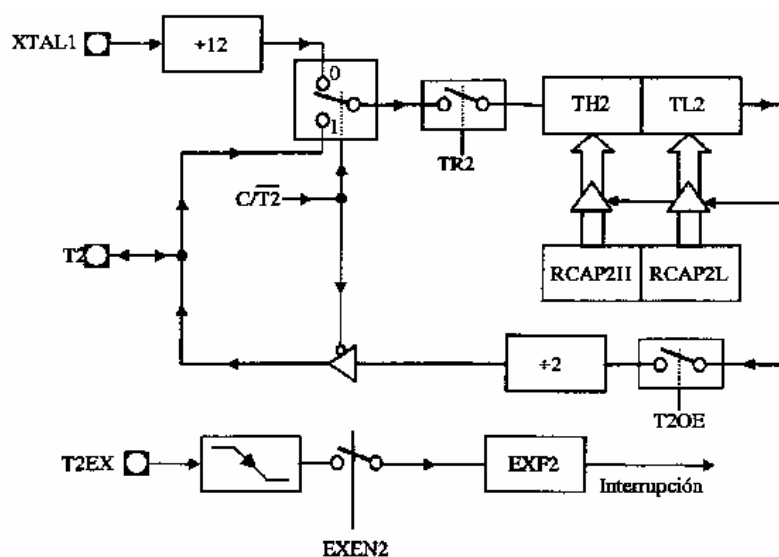 XTAL1
÷12
0
1
TH2 TL2
TR2
C/T2
T2
RCAP2H RCAP2L
÷2
T2OE
T2EX
EXF2
Interrupción
EXEN2